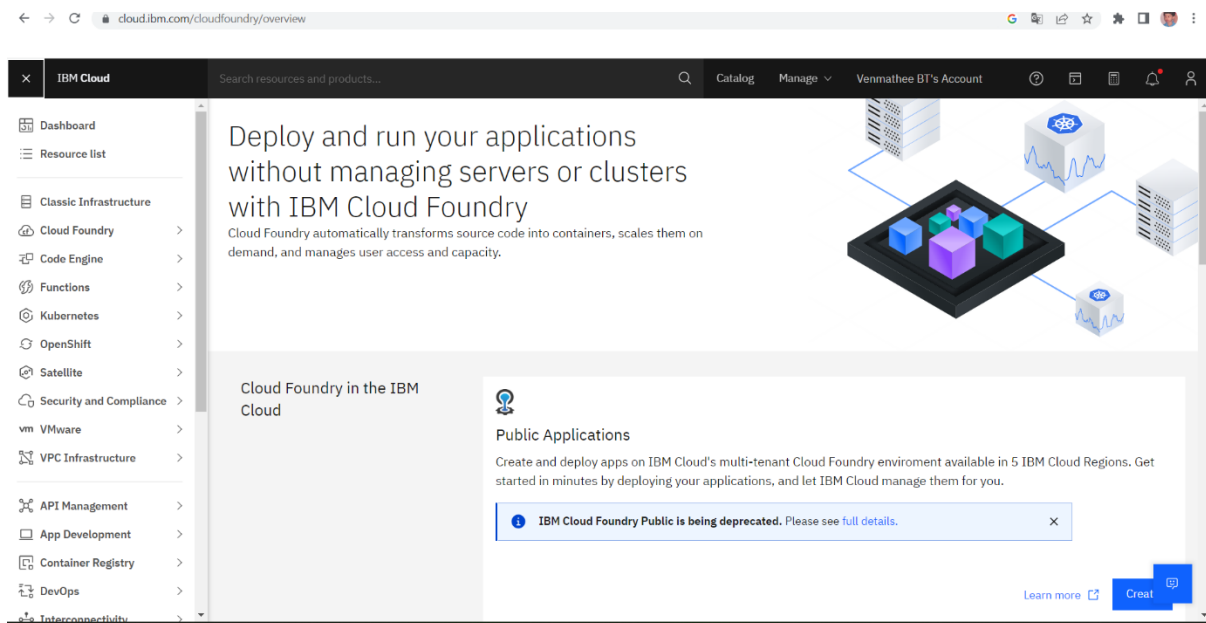 cloud.ibm.com/cloudfoundry/overview
IBM Cloud
Search resources and products...
Catalog
Manage
Venmathee BT's Account
Dashboard
Resource list
Classic Infrastructure
Cloud Foundry
Code Engine
Functions
Kubernetes
OpenShift
Satellite
Security and Compliance
vm VMware
VPC Infrastructure
API Management
App Development
Container Registry
DevOps
Interconnectivity
Deploy and run your applications
without managing servers or clusters
with IBM Cloud Foundry
Cloud Foundry automatically transforms source code into containers, scales them on
demand, and manages user access and capacity.
Cloud Foundry in the IBM
Cloud
Public Applications
Create and deploy apps on IBM Cloud's multi-tenant Cloud Foundry enviroment available in 5 IBM Cloud Regions. Get
started in minutes by deploying your applications, and let IBM Cloud manage them for you.
IBM Cloud Foundry Public is being deprecated. Please see full details.
Learn more
Creat